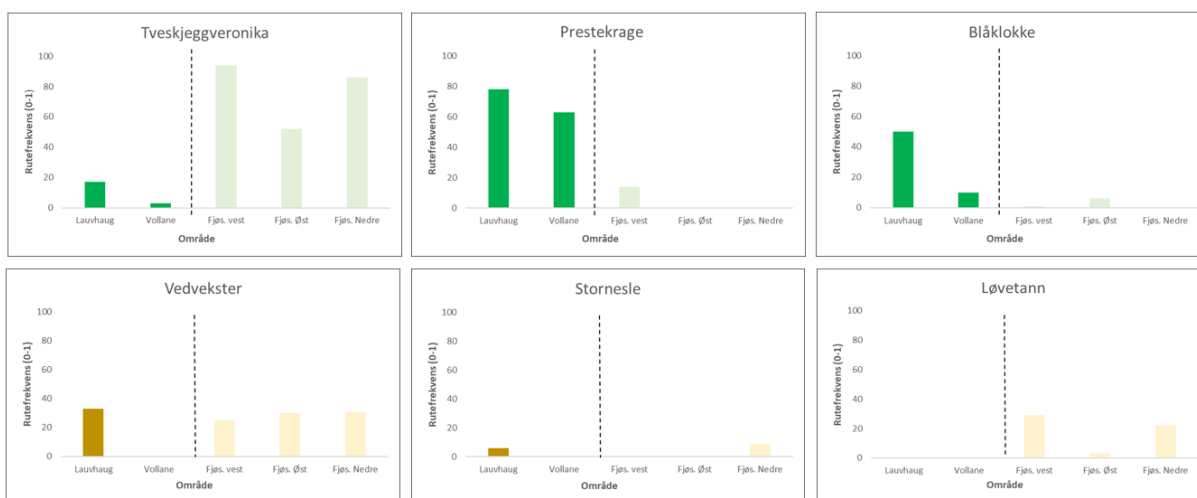 Tveskjeggveronika
100
80
60
40
20
0
Rutefrekvens (0-1)
Lauvhaug Vollane Fjøs. vest Fjøs. Øst Fjøs. Nedre
Område
Prestekrage
100
80
60
40
20
0
Rutefrekvens (0-1)
Lauvhaug Vollane Fjøs. vest Fjøs. Øst Fjøs. Nedre
Område
Blåklokke
100
80
60
40
20
0
Rutefrekvens (0-1)
Lauvhaug Vollane Fjøs. vest Fjøs. Øst Fjøs. Nedre
Område
Vedvekster
100
80
60
40
20
0
Rutefrekvens (0-1)
Lauvhaug Vollane Fjøs. vest Fjøs. Øst Fjøs. Nedre
Område
Stornesle
100
80
60
40
20
0
Rutefrekvens (0-1)
Lauvhaug Vollane Fjøs. vest Fjøs. Øst Fjøs. Nedre
Område
Løvetann
100
80
60
40
20
0
Rutefrekvens (0-1)
Lauvhaug Vollane Fjøs. vest Fjøs. Øst Fjøs. Nedre
Område